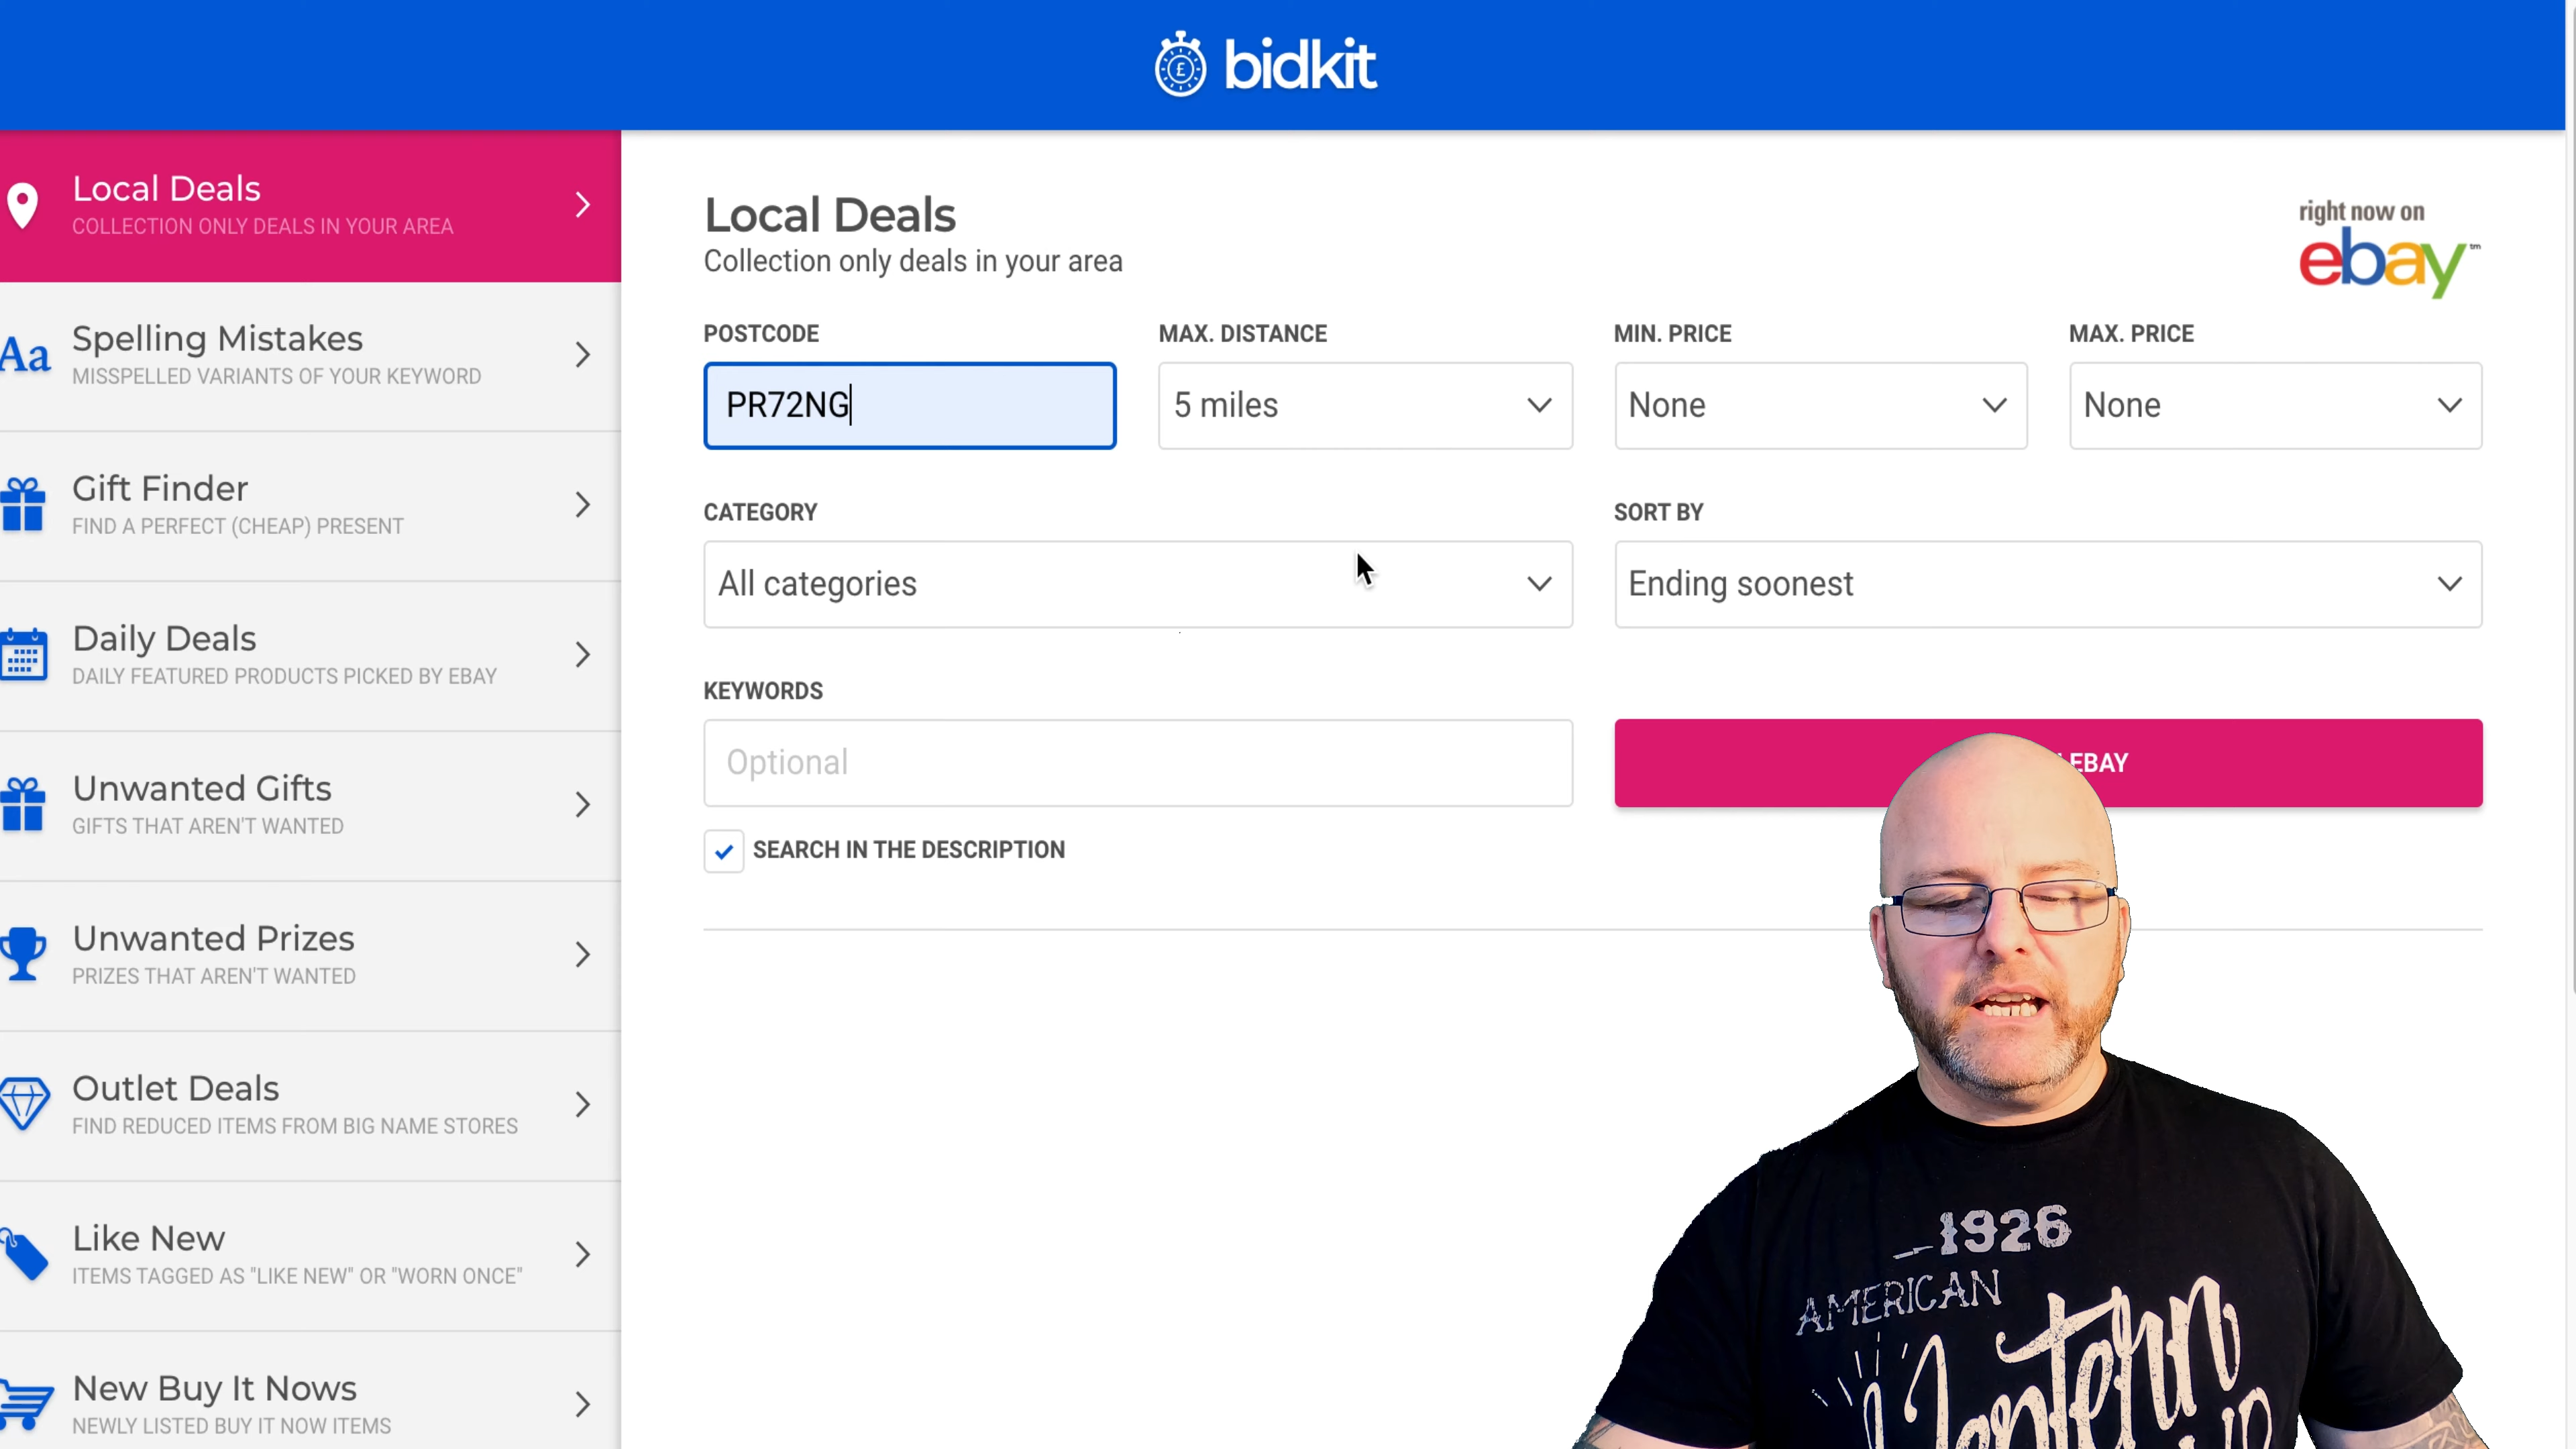 bidkit
Local Deals
COLLECTION ONLY DEALS IN YOUR AREA
Aa
Spelling Mistakes
MISSPELLED VARIANTS OF YOUR KEYWORD
Gift Finder
FIND A PERFECT (CHEAP) PRESENT
Daily Deals
DAILY FEATURED PRODUCTS PICKED BY EBAY
Unwanted Gifts
GIFTS THAT AREN'T WANTED
Unwanted Prizes
PRIZES THAT AREN'T WANTED
Outlet Deals
FIND REDUCED ITEMS FROM BIG NAME STORES
Like New
ITEMS TAGGED AS "LIKE NEW" OR "WORN ONCE"
New Buy It Nows
NEWLY LISTED BUY IT NOW ITEMS
Local Deals
Collection only deals in your area
right now on
ebay™
POSTCODE
PR72NG
MAX. DISTANCE
5 miles
MIN. PRICE
None
MAX. PRICE
None
CATEGORY
All categories
SORT BY
Ending soonest
KEYWORDS
Optional
EBAY
SEARCH IN THE DESCRIPTION
1926
AMERICAN